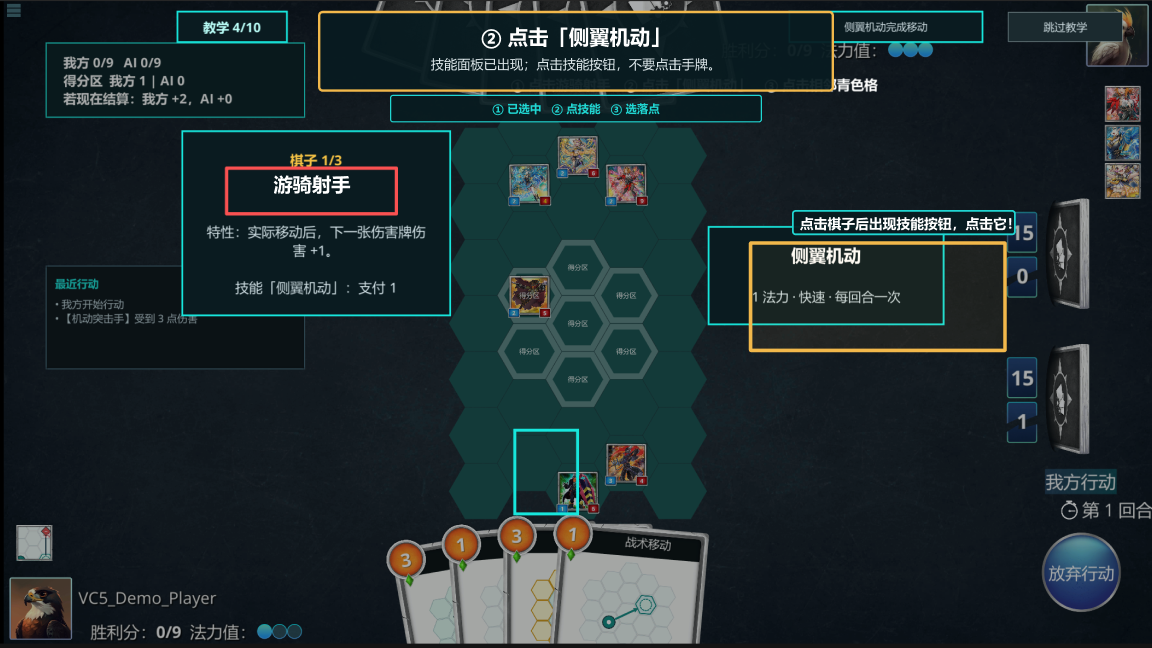 教学 4/10
② 点击「侧翼机动」
技能面板已出现；点击技能按钮，不要点击手牌。
侧翼机动完成移动
跳过教学
0/9 法力值：
青色格
我方 0/9 AI 0/9
得分区 我方 1 | AI 0
若现在结算：我方 +2，AI +0
① 已选中 ② 点技能 ③ 选落点
棋子 1/3
游骑射手
特性：实际移动后，下一张伤害牌伤
害 +1。
技能「侧翼机动」：支付 1
点击棋子后出现技能按钮，点击它！
侧翼机动
1 法力 · 快速 · 每回合一次
15
0
最近行动
• 我方开始行动
• 【机动突击手】受到 3 点伤害
得分区
得分区
得分区
得分区
得分区
得分区
得分区
15
1
我方行动
第 1 回合
放弃行动
3
1
3
1
战术移动
VC5_Demo_Player
胜利分：0/9 法力值：